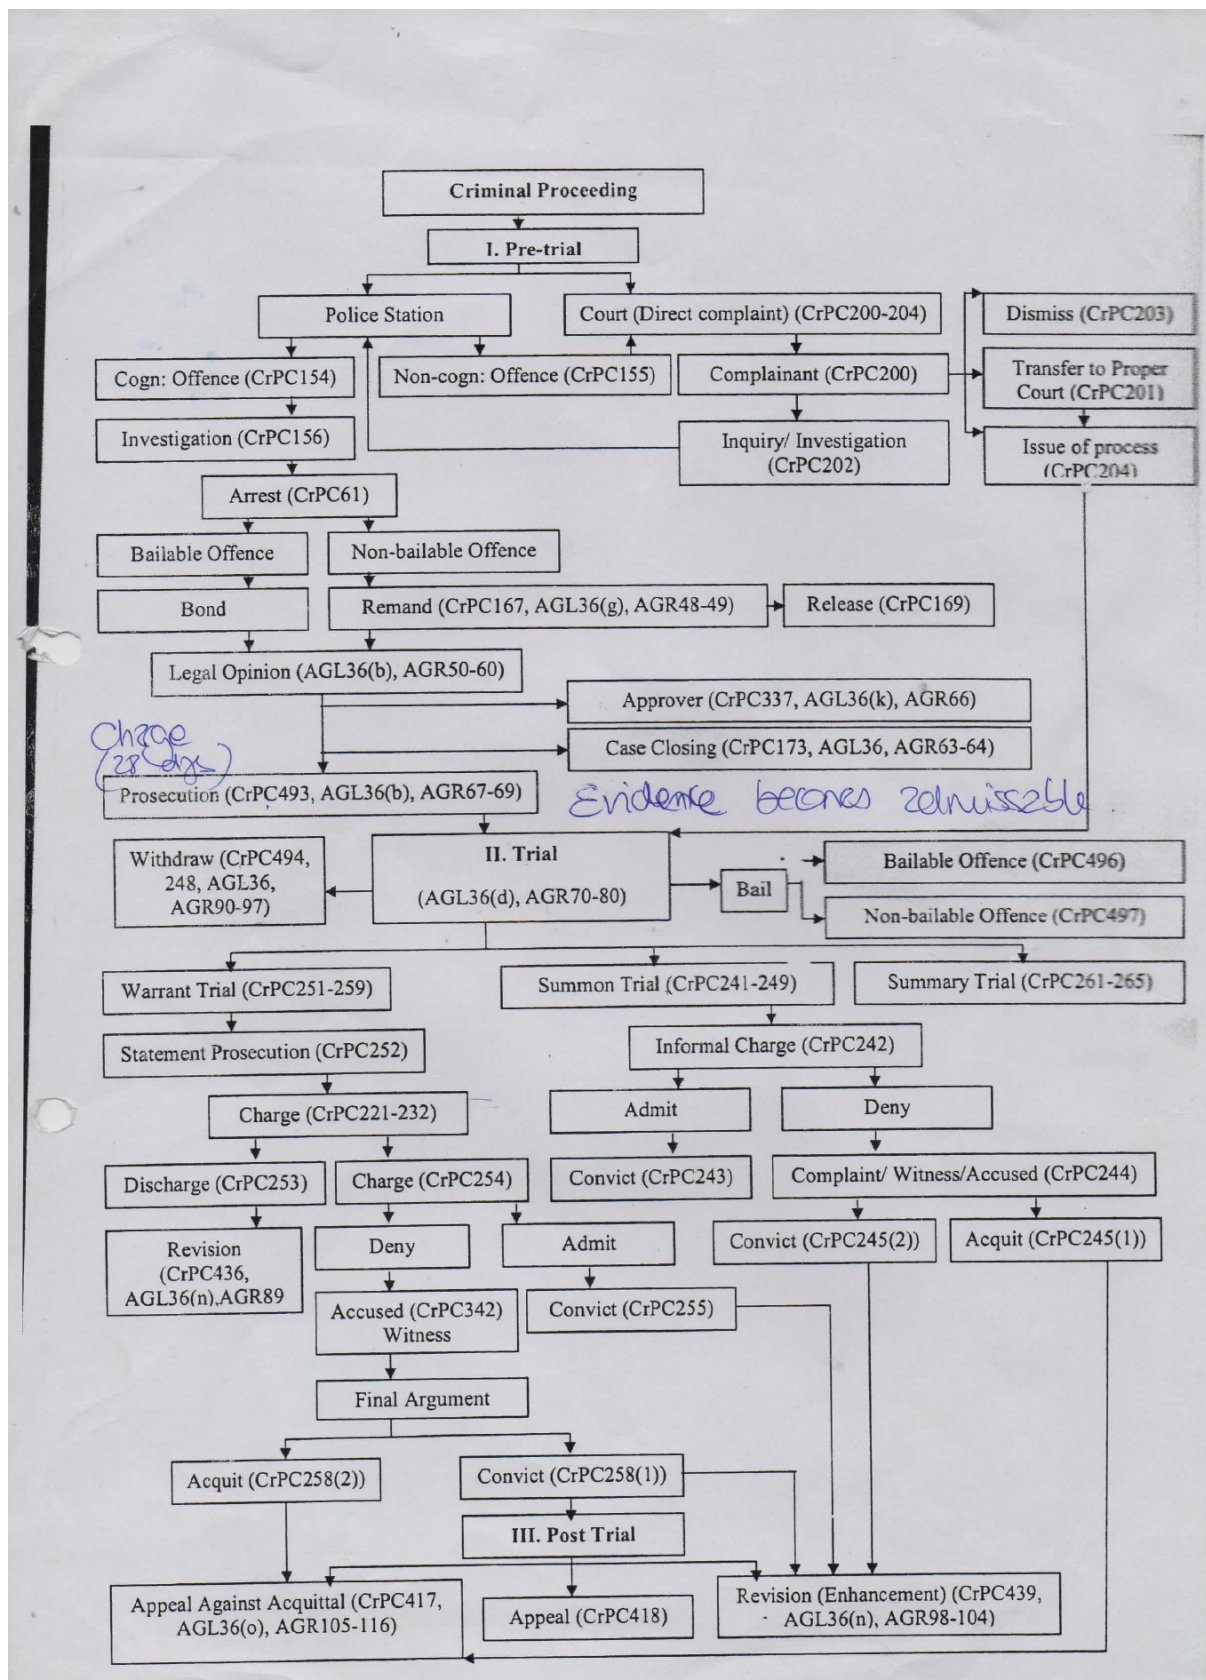 Criminal Proceeding
I. Pre-trial
Police Station
Court (Direct complaint) (CrPC200-204)
Dismiss (CrPC203)
Cogn: Offence (CrPC154)
Non-cogn: Offence (CrPC155)
Complainant (CrPC200)
Transfer to Proper
Court (CrPC201)
Investigation (CrPC156)
Inquiry/ Investigation
(CrPC202)
Issue of process
(CrPC204)
Arrest (CrPC61)
Bailable Offence
Non-bailable Offence
Bond
Remand (CrPC167, AGL36(g), AGR48-49)
Release (CrPC169)
Legal Opinion (AGL36(b), AGR50-60)
Approver (CrPC337, AGL36(k), AGR66)
Charge
(28 days)
Case Closing (CrPC173, AGL36, AGR63-64)
Prosecution (CrPC493, AGL36(b), AGR67-69)
Evidence becomes admissable.
Withdraw (CrPC494,
248, AGL36,
AGR90-97)
II. Trial
(AGL36(d), AGR70-80)
Bail
Bailable Offence (CrPC496)
Non-bailable Offence (CrPC497)
Warrant Trial (CrPC251-259)
Summon Trial (CrPC241-249)
Summary Trial (CrPC261-265)
Statement Prosecution (CrPC252)
Informal Charge (CrPC242)
Charge (CrPC221-232)
Admit
Deny
Discharge (CrPC253)
Charge (CrPC254)
Convict (CrPC243)
Complaint/ Witness/Accused (CrPC244)
Revision
(CrPC436,
AGL36(n),AGR89
Deny
Admit
Convict (CrPC245(2))
Acquit (CrPC245(1))
Accused (CrPC342)
Witness
Convict (CrPC255)
Final Argument
Acquit (CrPC258(2))
Convict (CrPC258(1))
III. Post Trial
Appeal Against Acquittal (CrPC417,
AGL36(o), AGR105-116)
Appeal (CrPC418)
Revision (Enhancement) (CrPC439,
AGL36(n), AGR98-104)